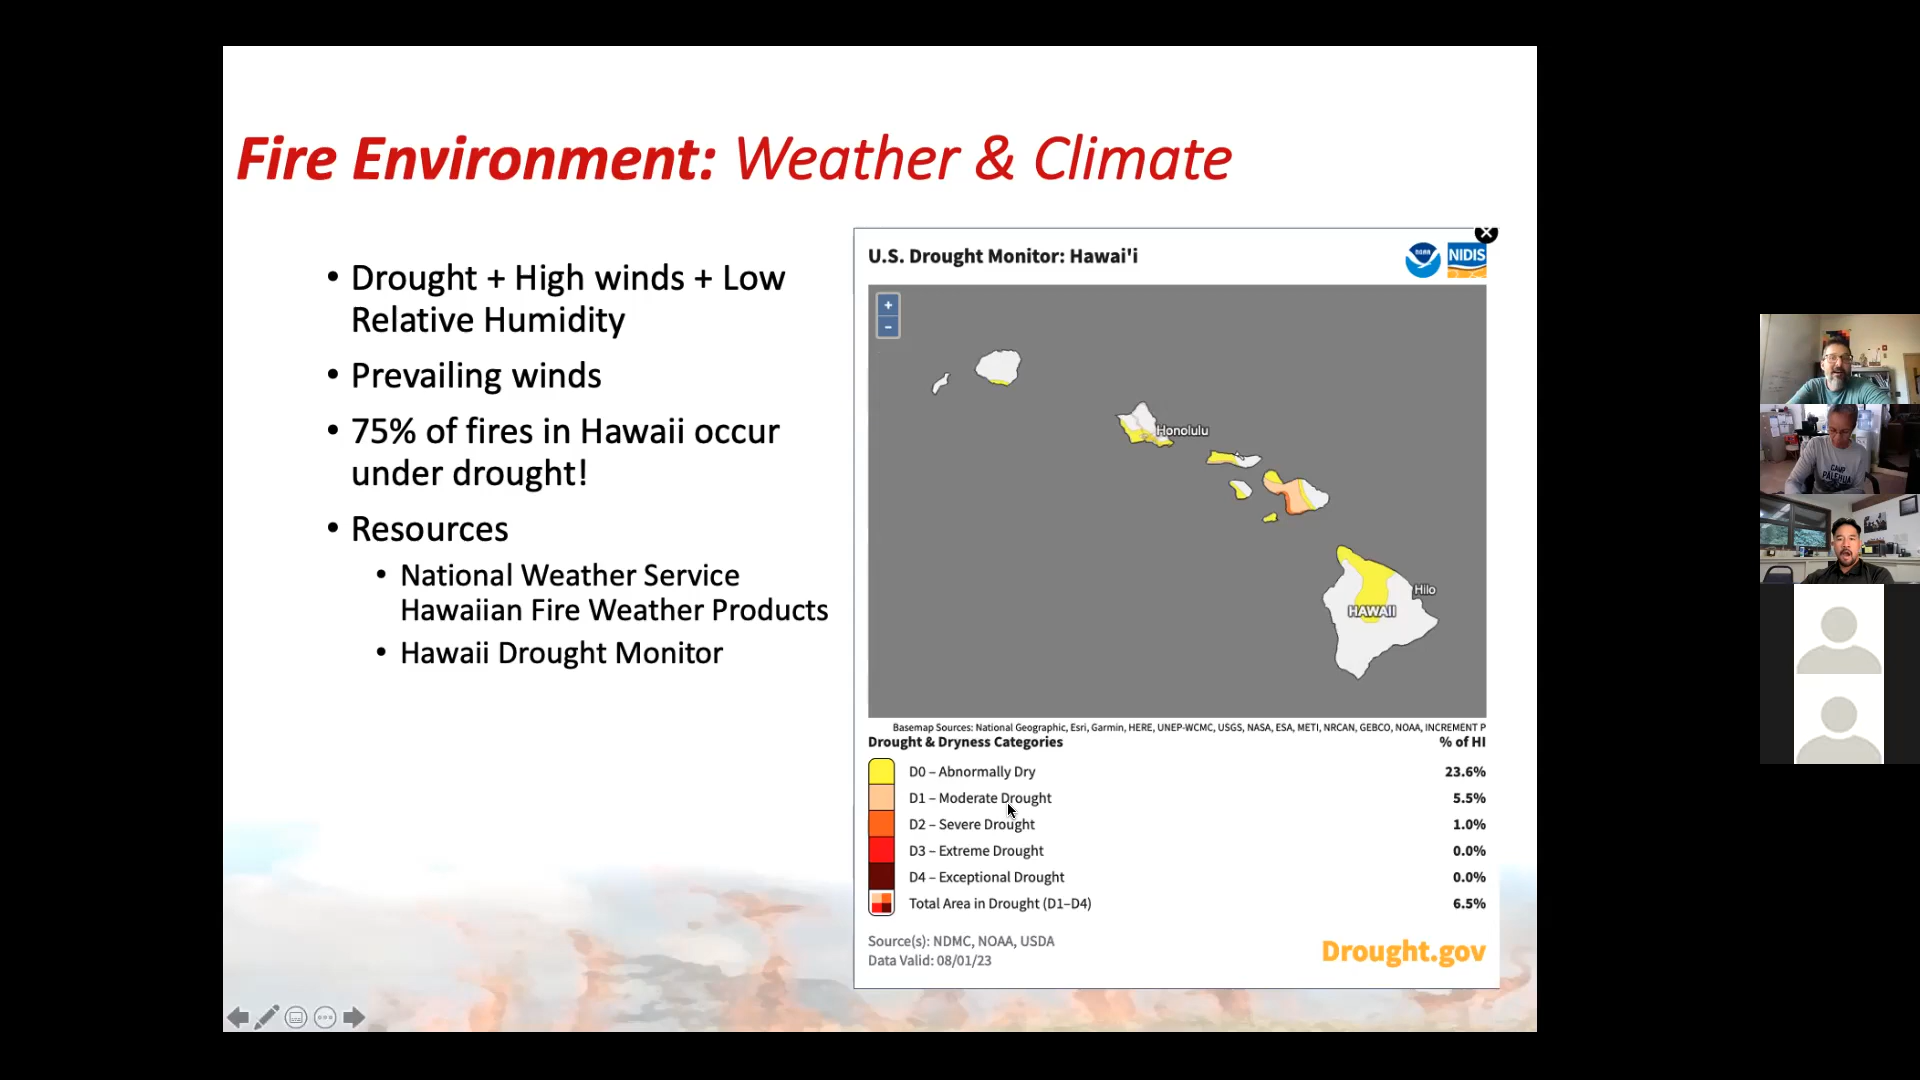 Fire Environment: Weather & Climate
• Drought + High winds + Low
Relative Humidity
• Prevailing winds
• 75% of fires in Hawaii occur
under drought!
• Resources
• National Weather Service
Hawaiian Fire Weather Products
• Hawaii Drought Monitor
U.S. Drought Monitor: Hawai'i
NOAA
NIDIS
+
−
Honolulu
Hilo
HAWAII
Basemap Sources: National Geographic, Esri, Garmin, HERE, UNEP-WCMC, USGS, NASA, ESA, METI, NRCAN, GEBCO, NOAA, INCREMENT P
Drought & Dryness Categories % of HI
D0 – Abnormally Dry 23.6%
D1 – Moderate Drought 5.5%
D2 – Severe Drought 1.0%
D3 – Extreme Drought 0.0%
D4 – Exceptional Drought 0.0%
Total Area in Drought (D1–D4) 6.5%
Source(s): NDMC, NOAA, USDA
Data Valid: 08/01/23
Drought.gov
CAMP
PALEHUA